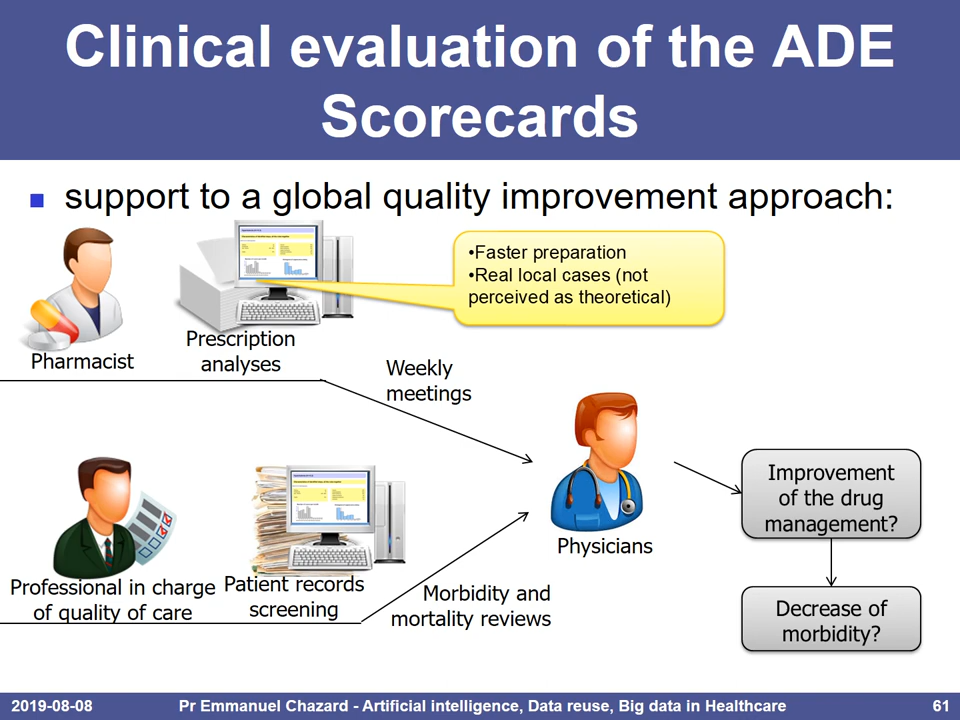 Clinical evaluation of the ADE
Scorecards
support to a global quality improvement approach:
•Faster preparation
•Real local cases (not
perceived as theoretical)
Pharmacist
Prescription
analyses
Weekly
meetings
Professional in charge
of quality of care
Patient records
screening
Morbidity and
mortality reviews
Physicians
Improvement
of the drug
management?
Decrease of
morbidity?
2019-08-08
Pr Emmanuel Chazard - Artificial intelligence, Data reuse, Big data in Healthcare
61